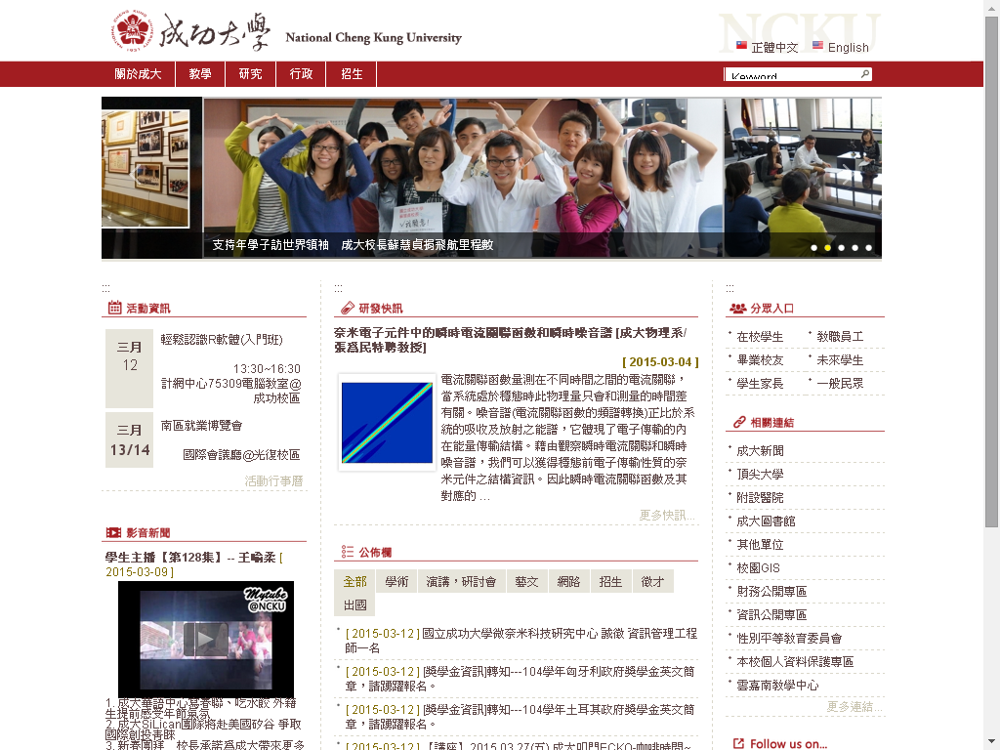 成功大學
National Cheng Kung University
NCKU
正體中文 English
關於成大 教學 研究 行政 招生
Keyword
支持年學子訪世界領袖 成大校長蘇慧貞捐飛航里程數
:::
活動資訊
三月
12
輕鬆認識R軟體(入門班)
13:30~16:30
計網中心75309電腦教室@
成功校區
三月
13/14
南區就業博覽會
國際會議廳@光復校區
活動行事曆
影音新聞
學生主播【第128集】-- 王喻柔 [
2015-03-09 ]
Mytube
@NCKU
1. 成大華語中心寫春聯、吃水餃 外籍
生提前感受年節氣氛
2. 成大SiLican團隊將赴美國矽谷 爭取
國際創投青睞
3. 新春團拜 校長承諾為成大帶來更多
:::
研發快訊
奈米電子元件中的瞬時電流關聯函數和瞬時噪音譜 [成大物理系/
張為民特聘教授]
[ 2015-03-04 ]
電流關聯函數量測在不同時間之間的電流關聯，
當系統處於穩態時此物理量只會和測量的時間差
有關。噪音譜(電流關聯函數的頻譜轉換)正比於系
統的吸收及放射之能譜，它體現了電子傳輸的內
在能量傳輸結構。藉由觀察瞬時電流關聯和瞬時
噪音譜，我們可以獲得穩態前電子傳輸性質的奈
米元件之結構資訊。因此瞬時電流關聯函數及其
對應的 ...
更多快訊...
公佈欄
全部 學術 演講，研討會 藝文 網路 招生 徵才
出國
[ 2015-03-12 ] 國立成功大學微奈米科技研究中心 誠徵 資訊管理工程
師一名
[ 2015-03-12 ] [獎學金資訊]轉知---104學年匈牙利政府獎學金英文簡
章，請踴躍報名。
[ 2015-03-12 ] [獎學金資訊]轉知---104學年土耳其政府獎學金英文簡
章，請踴躍報名。
[ 2015-03-12 ] 【講座】2015.03.27(五) 成大叩門ECKO-咖啡時間~
:::
分眾入口
在校學生 教職員工
畢業校友 未來學生
學生家長 一般民眾
相關連結
成大新聞
頂尖大學
附設醫院
成大圖書館
其他單位
校園GIS
財務公開專區
資訊公開專區
性別平等教育委員會
本校個人資料保護專區
雲嘉南教學中心
更多連結...
Follow us on...